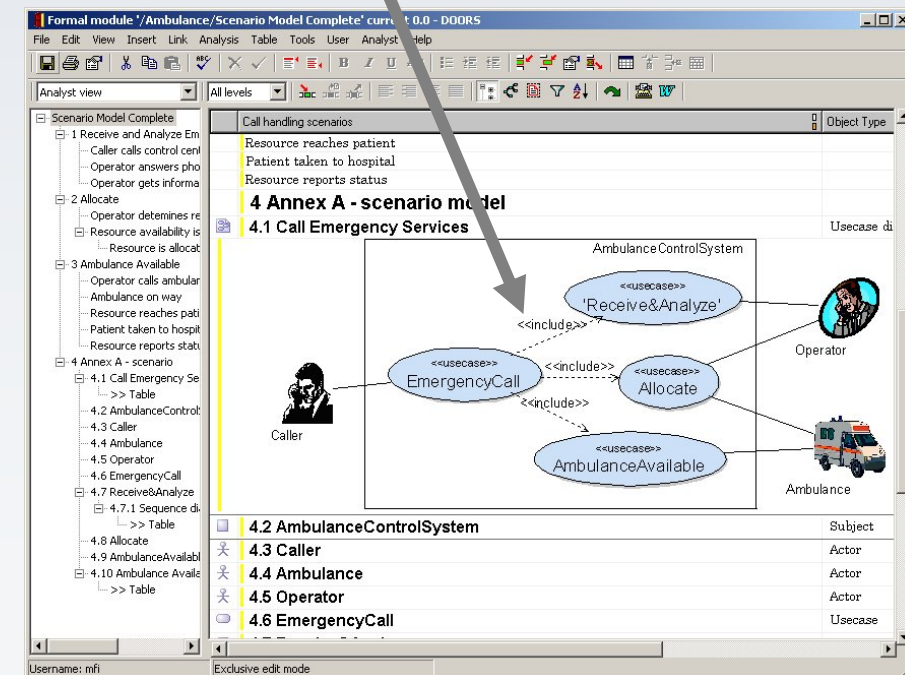 Formal module '/Ambulance/Scenario Model Complete' current 0.0 - DOORS
File Edit View Insert Link Analysis Table Tools User Analyst Help
Analyst view All levels
Scenario Model Complete
1 Receive and Analyze Em
Caller calls control cent
Operator answers pho
Operator gets informa
2 Allocate
Operator detemines re
Resource availability is
Resource is allocat
3 Ambulance Available
Operator calls ambular
Ambulance on way
Resource reaches pati
Patient taken to hospit
Resource reports statu
4 Annex A - scenario
4.1 Call Emergency Se
>> Table
4.2 AmbulanceControl
4.3 Caller
4.4 Ambulance
4.5 Operator
4.6 EmergencyCall
4.7 Receive&Analyze
4.7.1 Sequence di
>> Table
4.8 Allocate
4.9 AmbulanceAvailabl
4.10 Ambulance Availa
>> Table
Call handling scenarios Object Type
Resource reaches patient
Patient taken to hospital
Resource reports status
4 Annex A - scenario model
4.1 Call Emergency Services Usecase di
AmbulanceControlSystem
<<usecase>>
'Receive&Analyze'
<<include>>
Operator
<<usecase>>
EmergencyCall
<<include>>
<<usecase>>
Allocate
<<include>>
Caller
<<usecase>>
AmbulanceAvailable
Ambulance
4.2 AmbulanceControlSystem Subject
4.3 Caller Actor
4.4 Ambulance Actor
4.5 Operator Actor
4.6 EmergencyCall Usecase
Username: mfi Exclusive edit mode